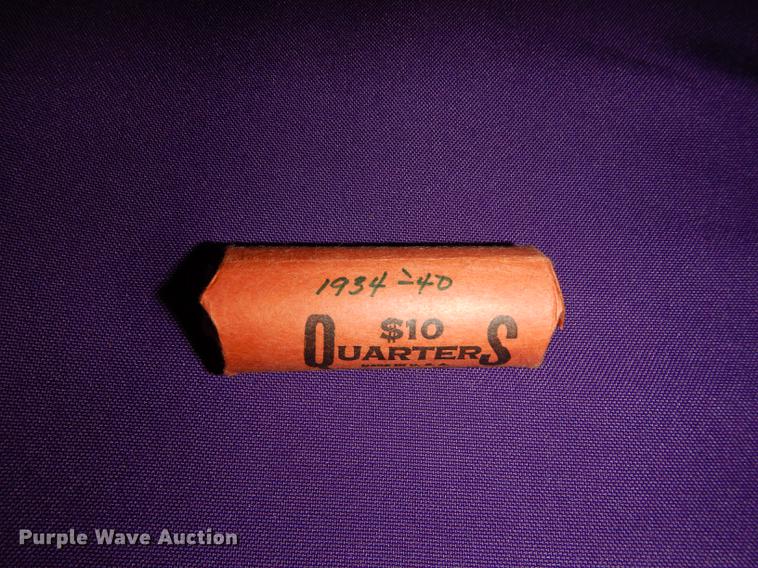 1934-40
$10
QUARTERS
Purple Wave Auction